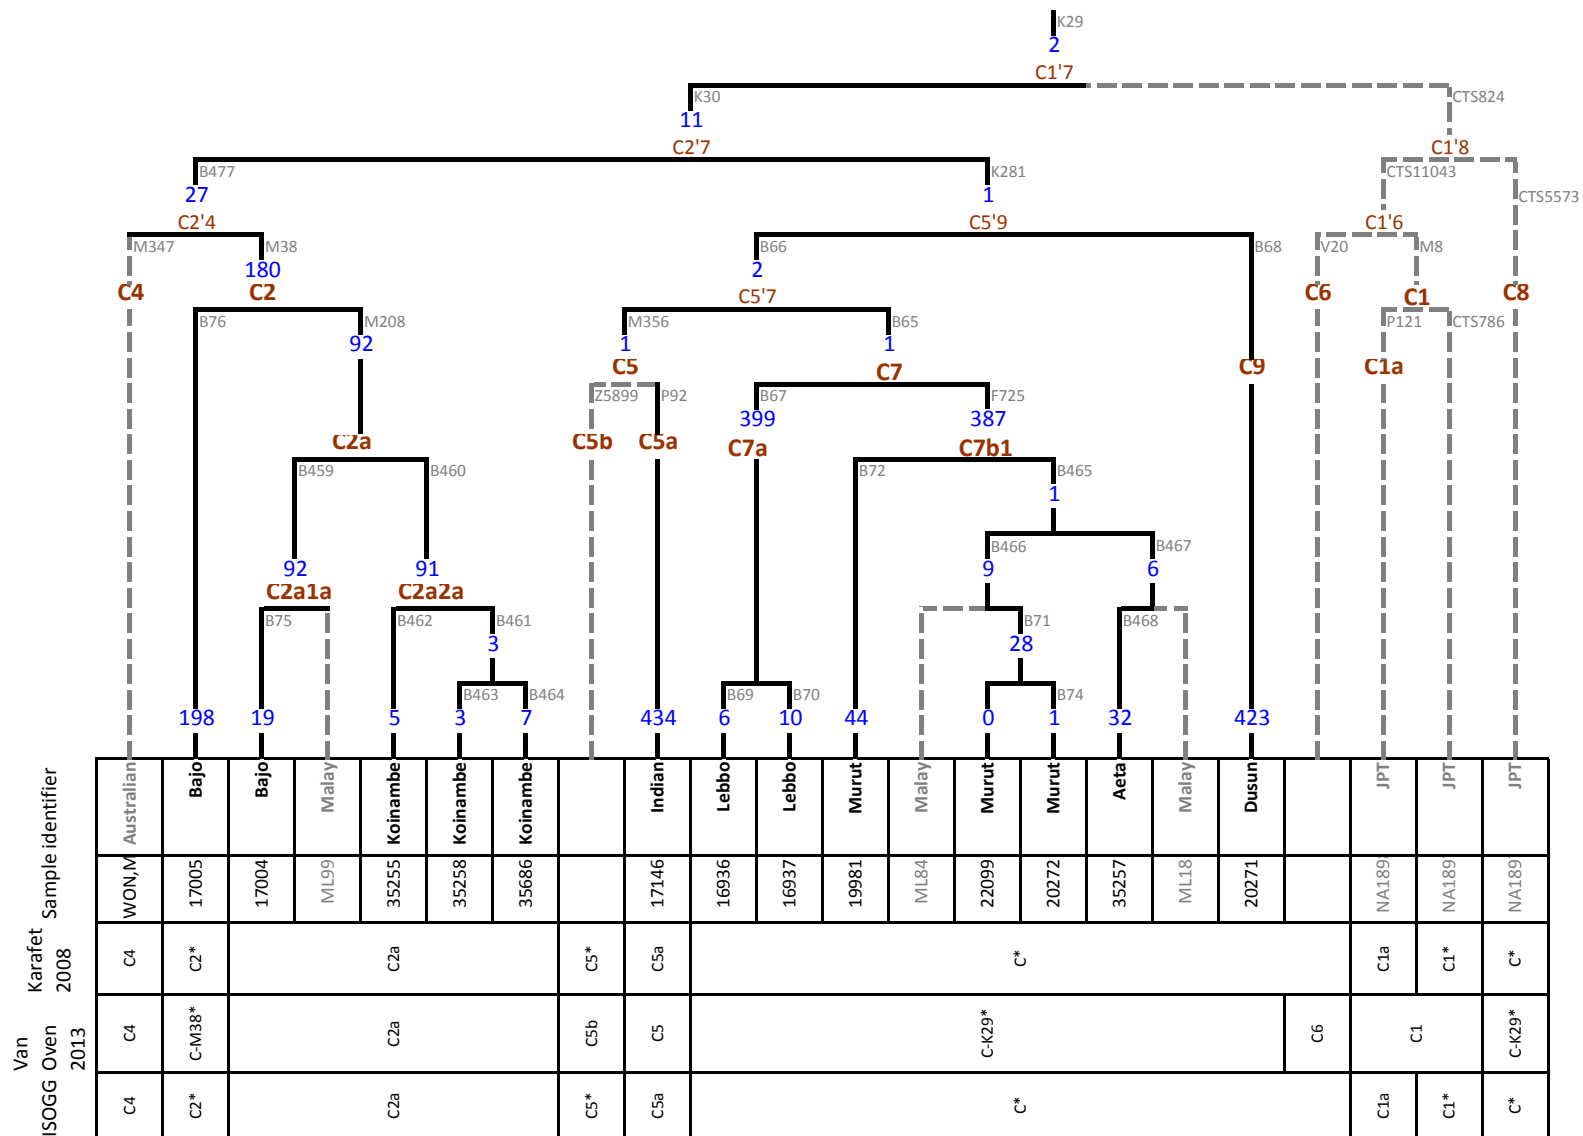 K29
2
C1'7
K30
CTS824
11
C2'7
C1'8
B477
K281
CTS11043
27
1
CTS5573
C2'4
C5'9
C1'6
M347
M38
B66
B68
V20
M8
180
2
C4
C2
C5'7
C6
C1
C8
B76
M208
M356
B65
P121
CTS786
92
1
1
C5
C7
C9
C1a
Z5899
P92
B67
F725
399
387
C2a
C5b
C5a
C7a
C7b1
B459
B460
B72
B465
1
B466
B467
92
91
9
6
C2a1a
C2a2a
B75
B462
B461
B71
B468
3
28
B463
B464
B69
B70
B74
198
19
5
3
7
434
6
10
44
0
1
32
423
Sample identifier
Australian
Bajo
Bajo
Malay
Koinambe
Koinambe
Koinambe
Indian
Lebbo
Lebbo
Murut
Malay
Murut
Murut
Aeta
Malay
Dusun
JPT
JPT
JPT
WON,M
17005
17004
ML99
35255
35258
35686
17146
16936
16937
19981
ML84
22099
20272
35257
ML18
20271
NA189
NA189
NA189
Karafet
2008
C4
C2*
C2a
C5*
C5a
C*
C1a
C1*
C*
Van
Oven
2013
C4
C-M38*
C2a
C5b
C5
C-K29*
C6
C1
C-K29*
ISOGG
C4
C2*
C2a
C5*
C5a
C*
C1a
C1*
C*